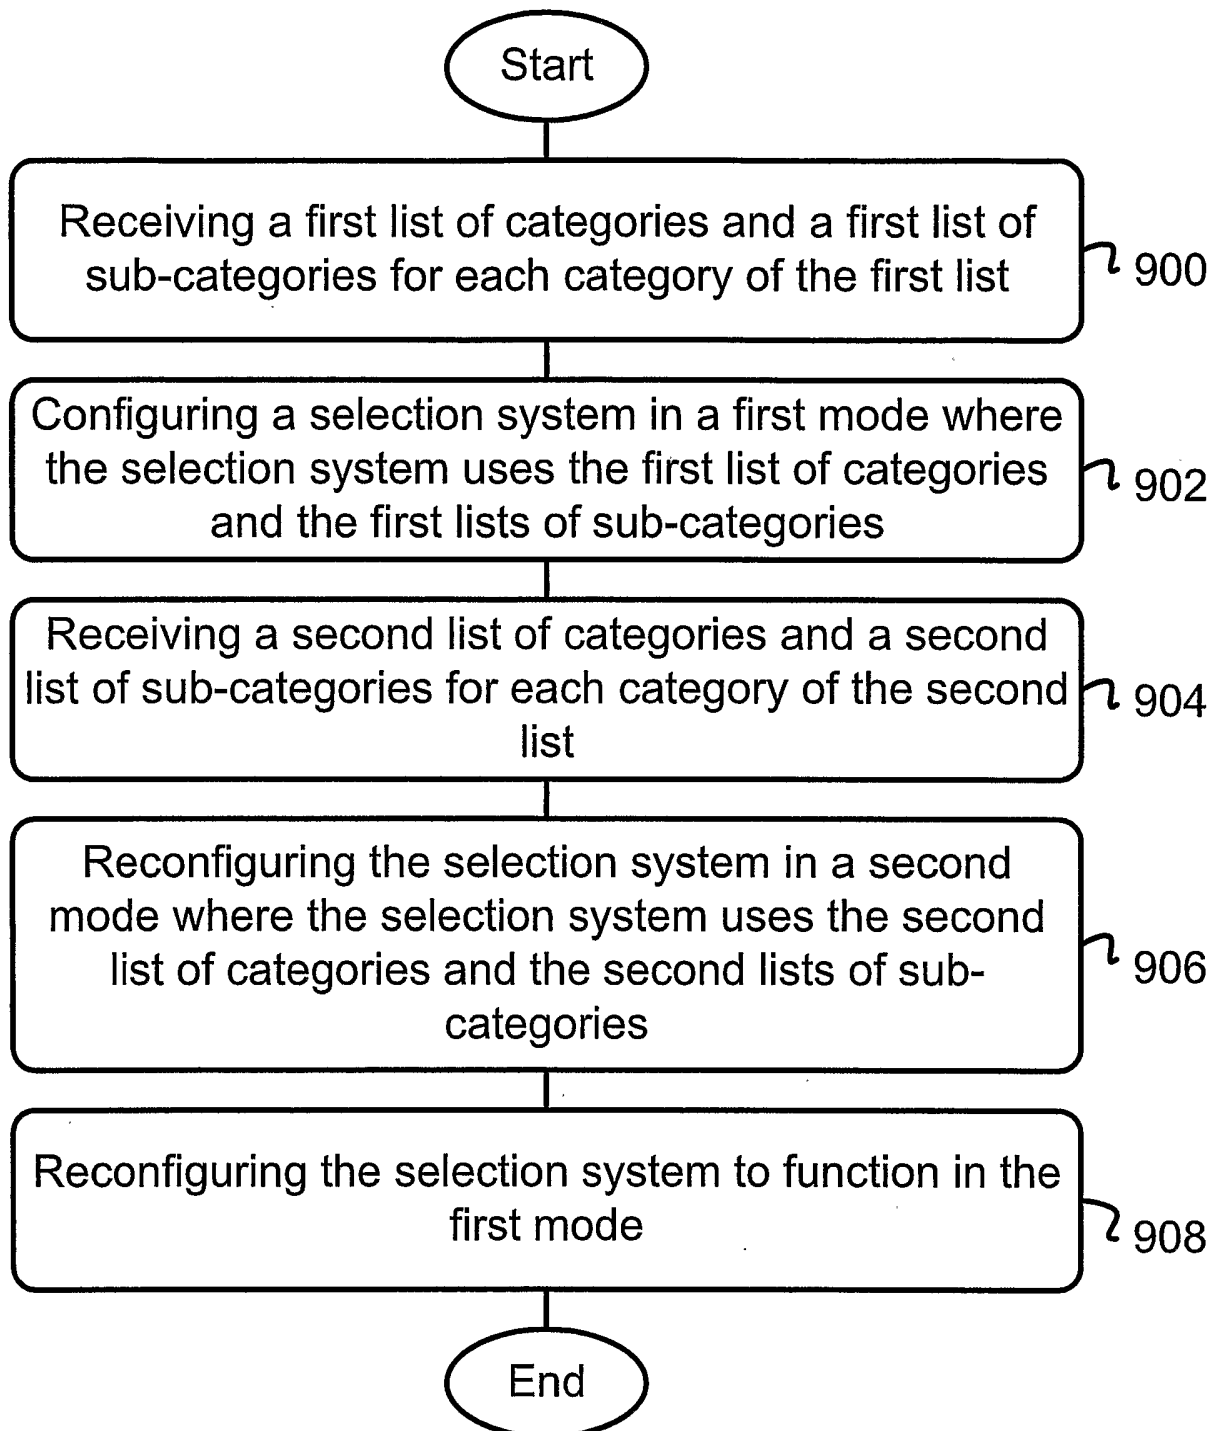 Start
Receiving a first list of categories and a first list of
sub-categories for each category of the first list
900
Configuring a selection system in a first mode where
the selection system uses the first list of categories
and the first lists of sub-categories
902
Receiving a second list of categories and a second
list of sub-categories for each category of the second
list
904
Reconfiguring the selection system in a second
mode where the selection system uses the second
list of categories and the second lists of sub-
categories
906
Reconfiguring the selection system to function in the
first mode
908
End